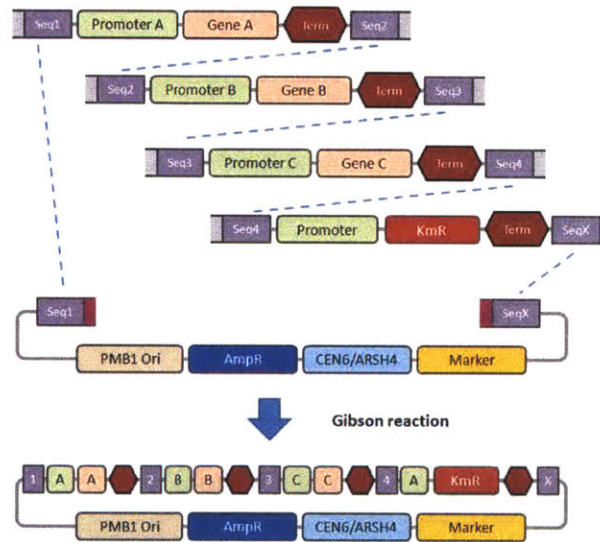 Seq1 Promoter A Gene A Term Seq2
Seq2 Promoter B Gene B Term Seq3
Seq3 Promoter C Gene C Term Seq4
Seq4 Promoter KmR Term SeqX
Seq1 SeqX
PMB1 Ori AmpR CEN6/ARSH4 Marker
Gibson reaction
1 A A 2 B B 3 C C 4 A KmR X
PMB1 Ori AmpR CEN6/ARSH4 Marker